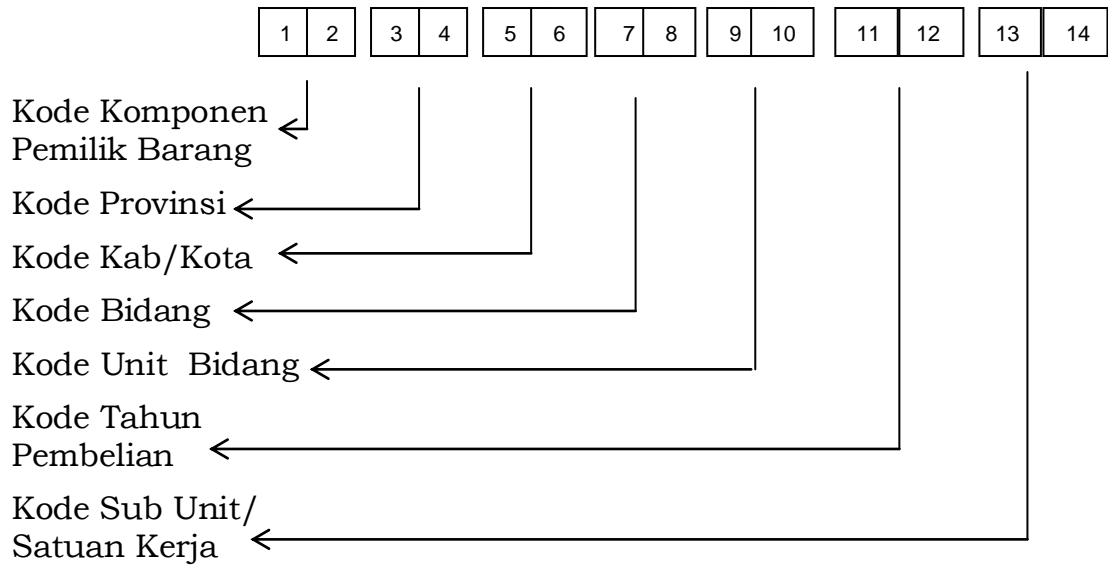 1 2 3 4 5 6 7 8 9 10 11 12 13 14
Kode Komponen
Pemilik Barang
Kode Provinsi
Kode Kab/Kota
Kode Bidang
Kode Unit Bidang
Kode Tahun
Pembelian
Kode Sub Unit/
Satuan Kerja